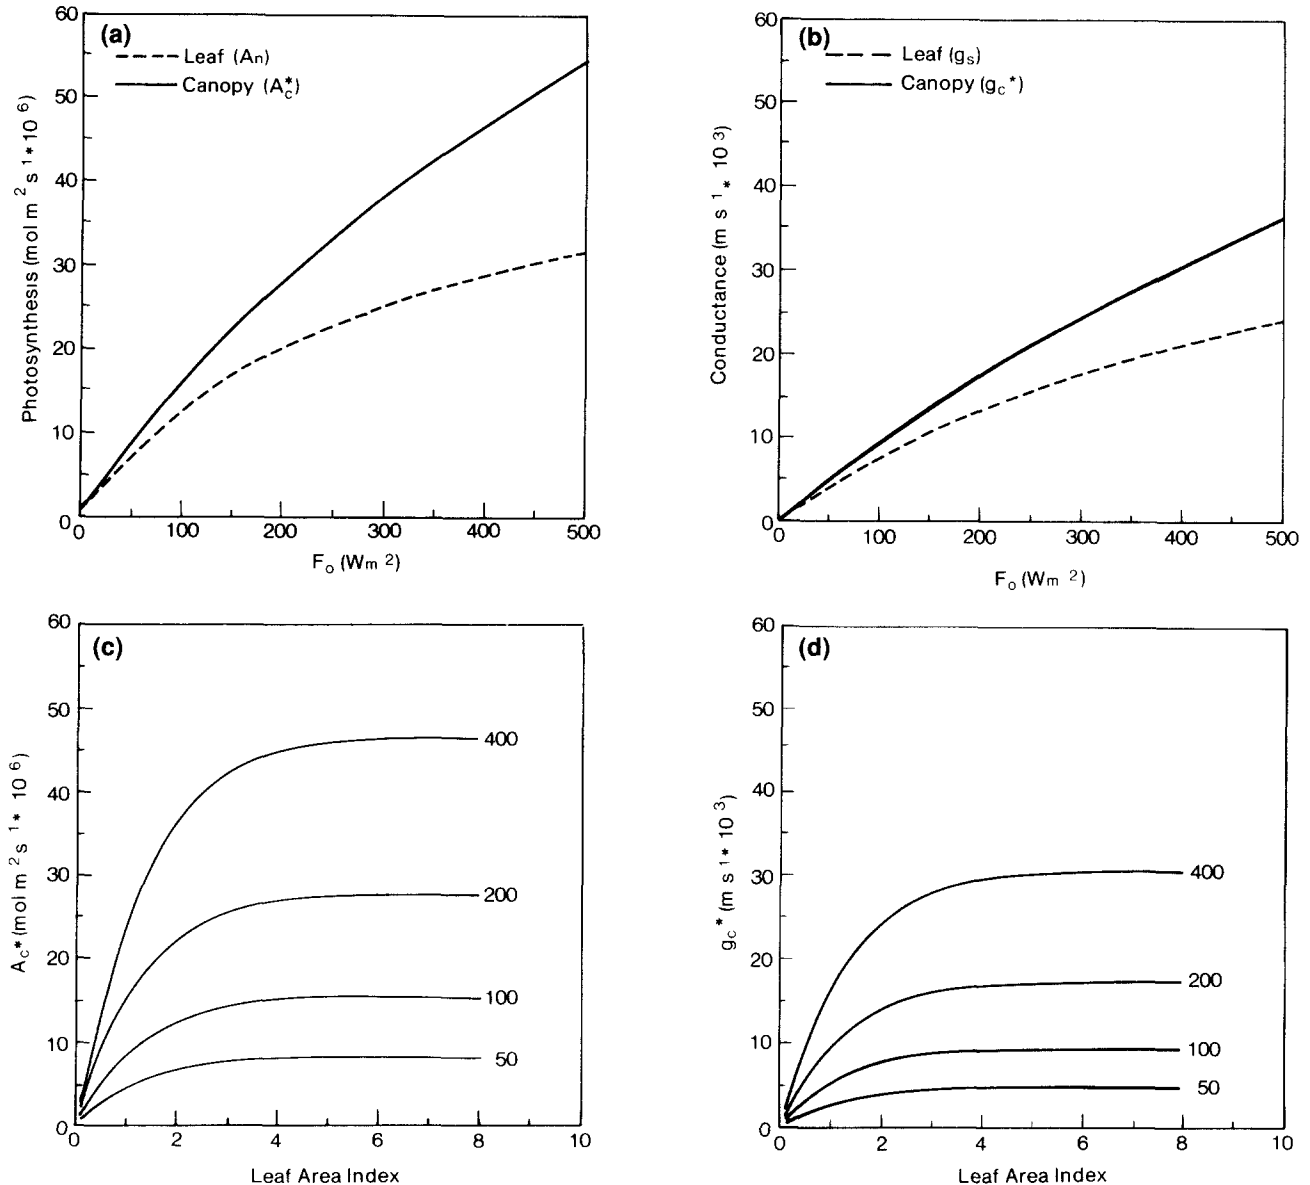 (a)
Leaf (An)
Canopy (A*c)
60
50
40
30
20
10
0
Photosynthesis (mol m 2 s 1 * 10 6)
0 100 200 300 400 500
Fo (Wm 2)
(b)
Leaf (gs)
Canopy (gc*)
60
50
40
30
20
10
0
Conductance (m s 1 * 10 3)
0 100 200 300 400 500
Fo (Wm 2)
(c)
60
50
40
30
20
10
0
Ac* (mol m 2 s 1 * 10 6)
400
200
100
50
0 2 4 6 8 10
Leaf Area Index
(d)
60
50
40
30
20
10
0
gc* (m s 1 * 10 3)
400
200
100
50
0 2 4 6 8 10
Leaf Area Index